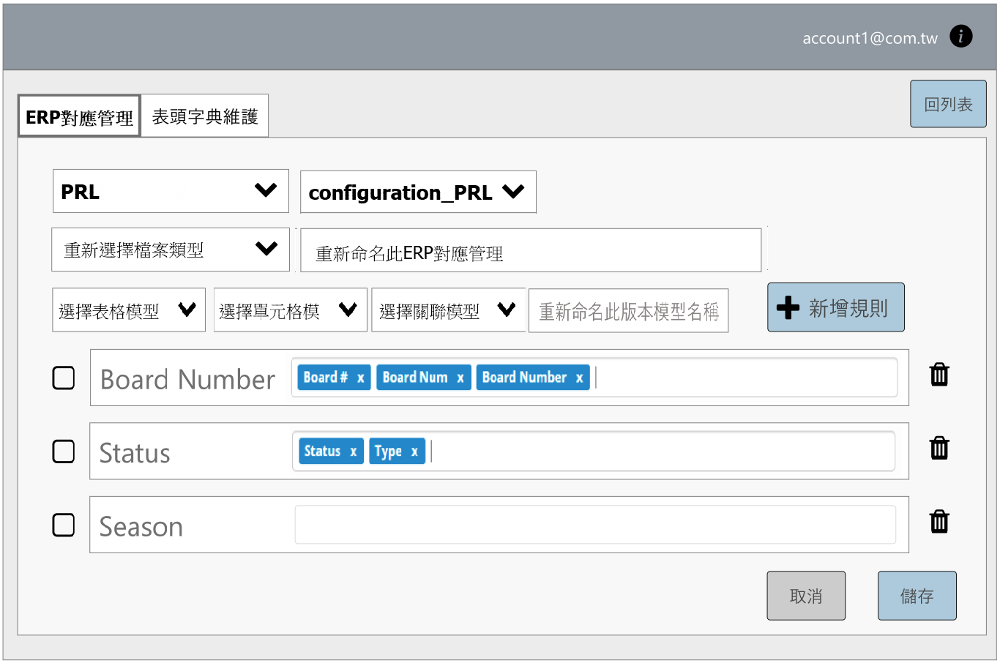 account1@com.tw
回列表
ERP對應管理 表頭字典維護
PRL configuration_PRL
重新選擇檔案類型 重新命名此ERP對應管理
選擇表格模型 選擇單元格模 選擇關聯模型 重新命名此版本模型名稱 新增規則
Board Number Board # x Board Num x Board Number x
Status Status x Type x
Season
取消 儲存